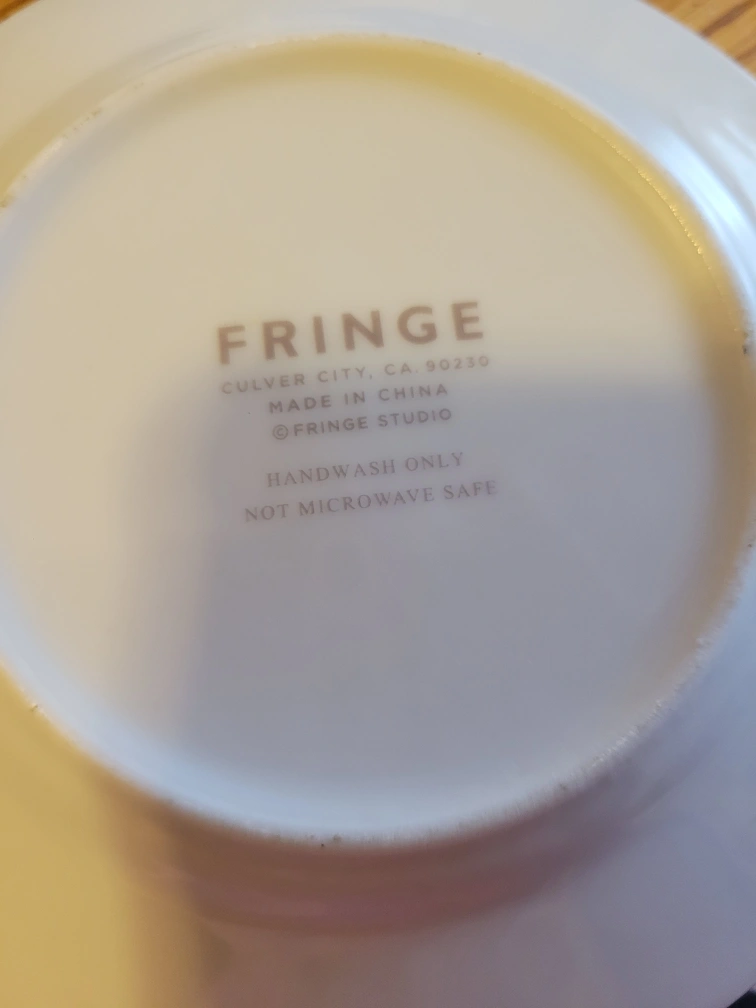 FRINGE
CULVER CITY, CA. 90230
MADE IN CHINA
©FRINGE STUDIO
HANDWASH ONLY
NOT MICROWAVE SAFE